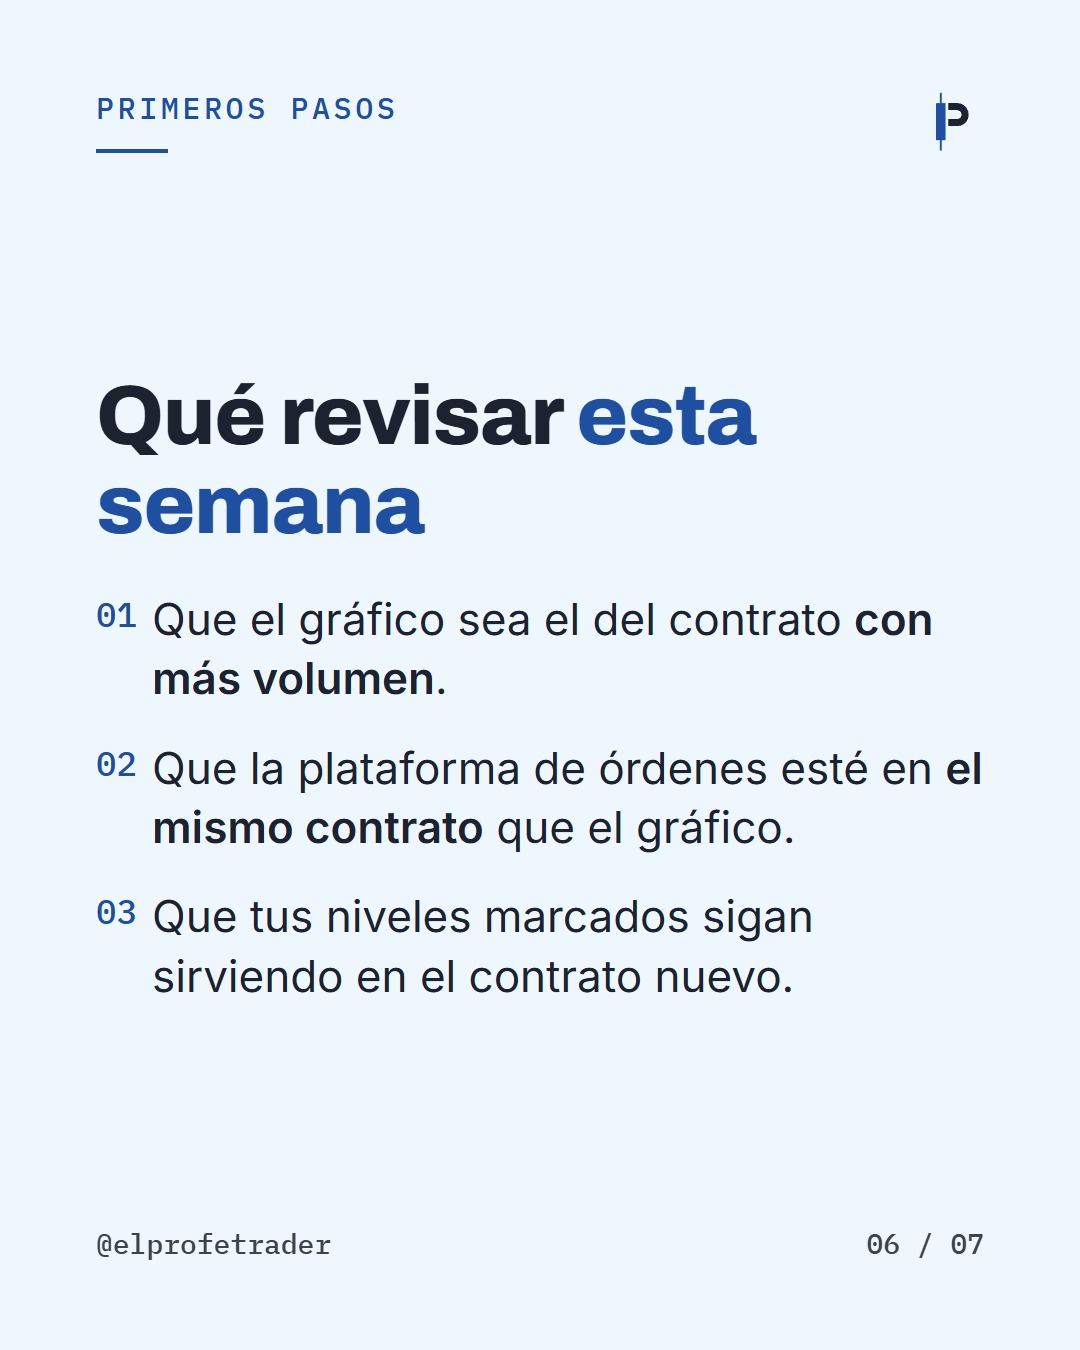 PRIMEROS PASOS
Qué revisar esta
semana
01 Que el gráfico sea el del contrato con
más volumen.
02 Que la plataforma de órdenes esté en el
mismo contrato que el gráfico.
03 Que tus niveles marcados sigan
sirviendo en el contrato nuevo.
@elprofetrader
06 / 07